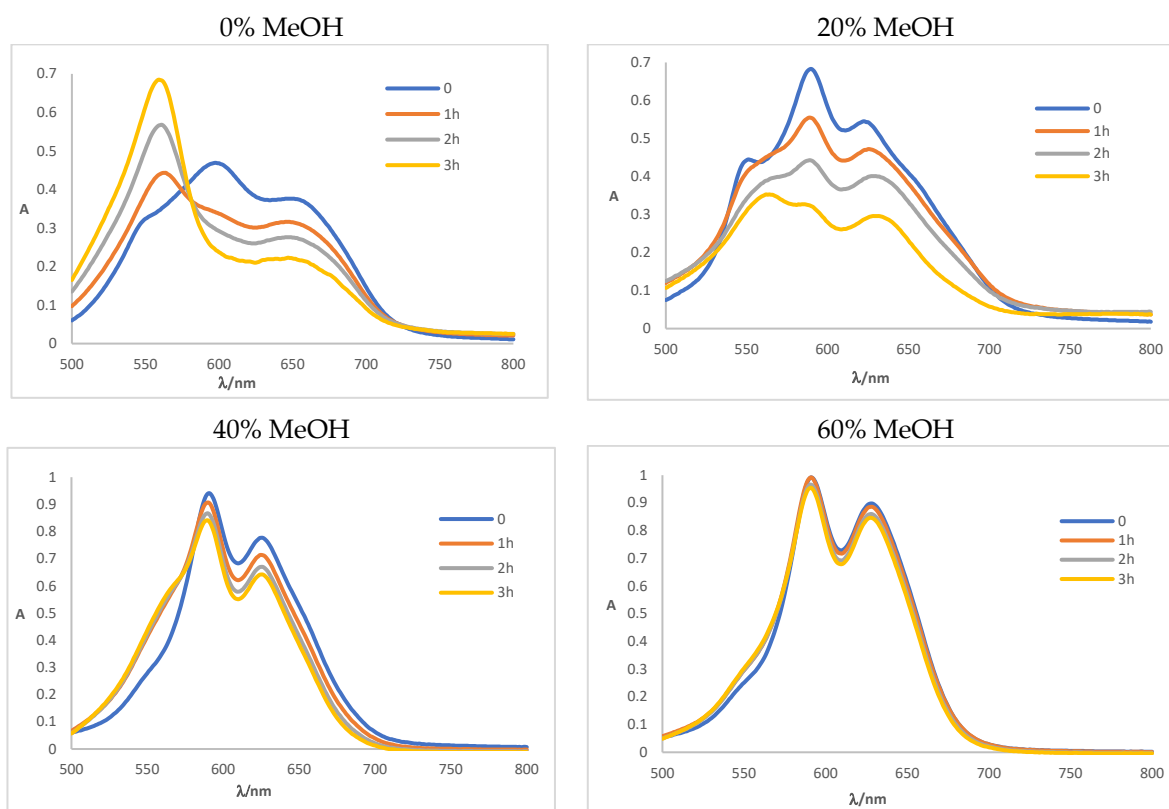 0% MeOH
20% MeOH
0.7
0.6
0.5
0.4
0.3
0.2
0.1
0
A
500
550
600
650
700
750
800
λ/nm
0
1h
2h
3h
0.7
0.6
0.5
0.4
0.3
0.2
0.1
0
A
500
550
600
650
700
750
800
λ/nm
0
1h
2h
3h
40% MeOH
60% MeOH
1
0.9
0.8
0.7
0.6
0.5
0.4
0.3
0.2
0.1
0
A
500
550
600
650
700
750
800
λ/nm
0
1h
2h
3h
1
0.9
0.8
0.7
0.6
0.5
0.4
0.3
0.2
0.1
0
A
500
550
600
650
700
750
800
λ/nm
0
1h
2h
3h